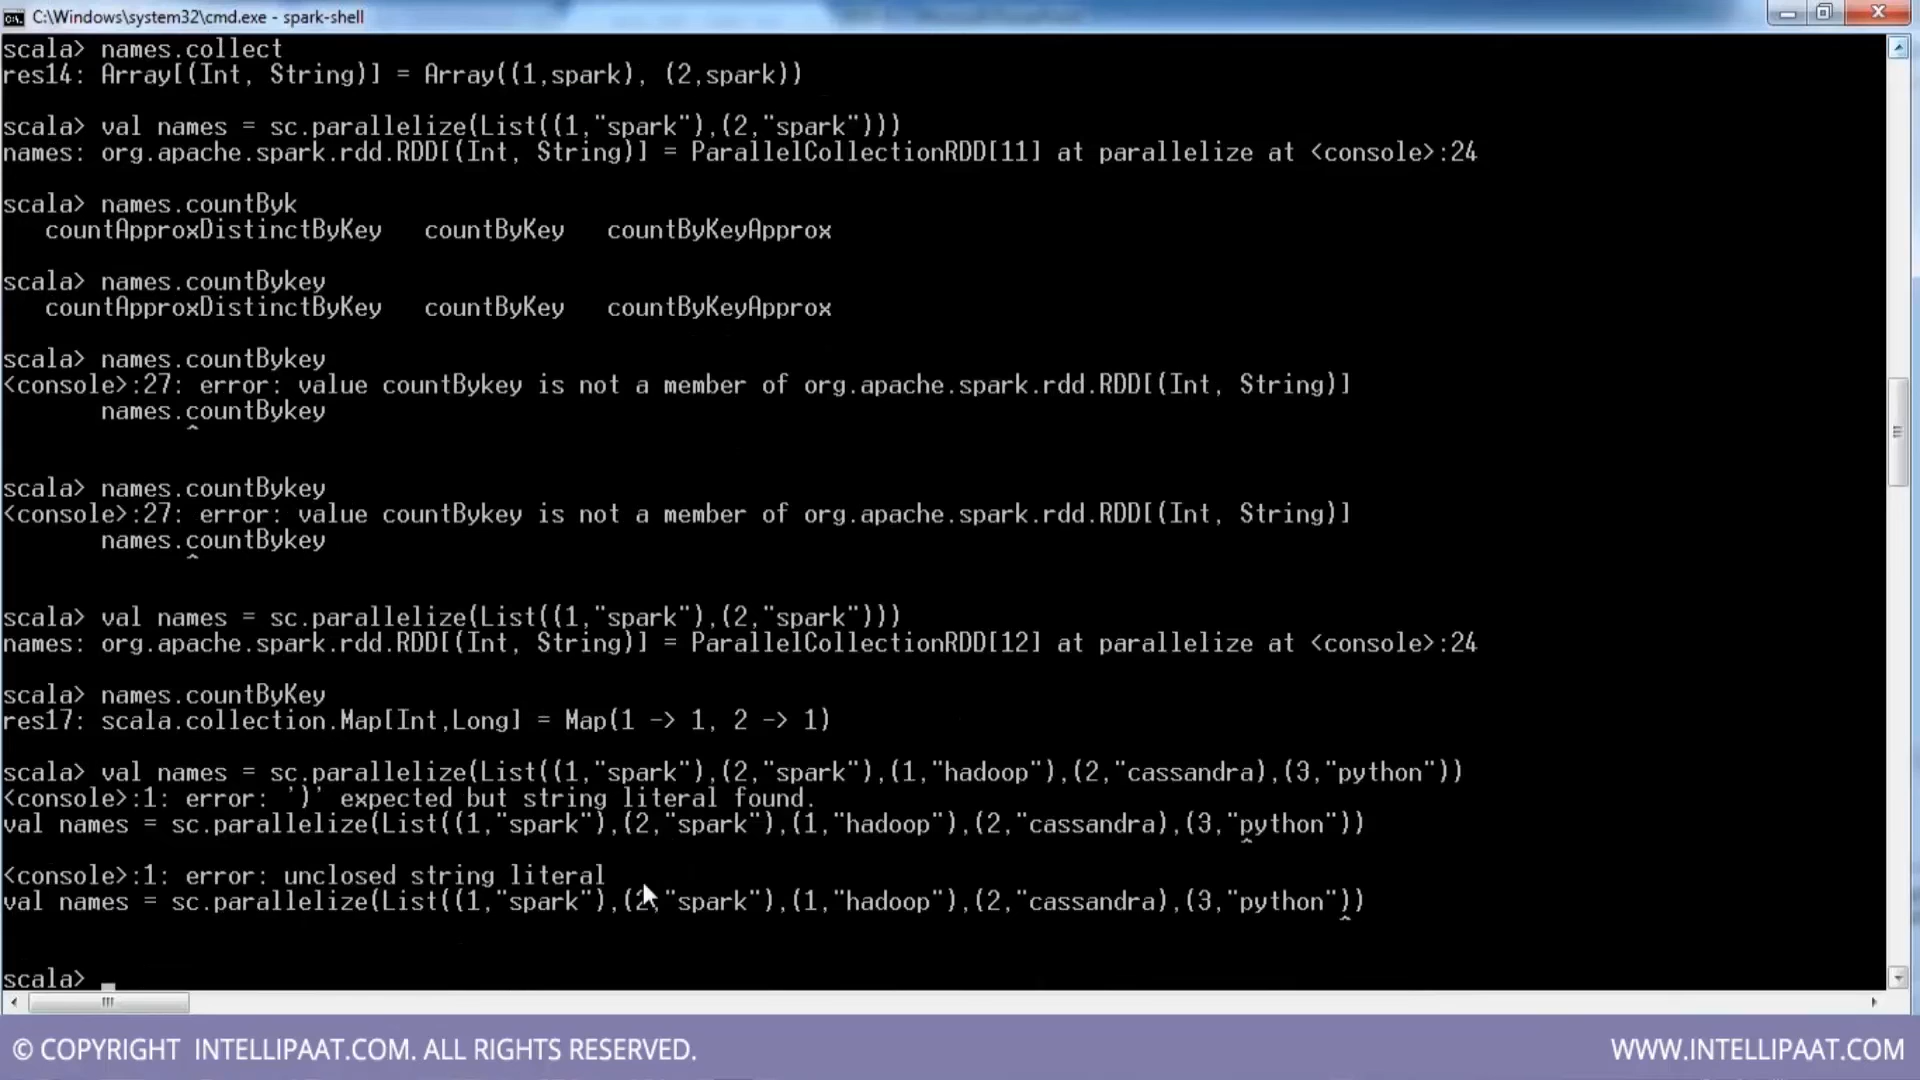 C:\Windows\system32\cmd.exe - spark-shell
scala> names.collect
res14: Array[(Int, String)] = Array((1,spark), (2,spark))
scala> val names = sc.parallelize(List((1,"spark"),(2,"spark")))
names: org.apache.spark.rdd.RDD[(Int, String)] = ParallelCollectionRDD[11] at parallelize at <console>:24
scala> names.countByk
countApproxDistinctByKey   countByKey   countByKeyApprox
scala> names.countBykey
countApproxDistinctByKey   countByKey   countByKeyApprox
scala> names.countBykey
<console>:27: error: value countBykey is not a member of org.apache.spark.rdd.RDD[(Int, String)]
names.countBykey
^
scala> names.countBykey
<console>:27: error: value countBykey is not a member of org.apache.spark.rdd.RDD[(Int, String)]
names.countBykey
^
scala> val names = sc.parallelize(List((1,"spark"),(2,"spark")))
names: org.apache.spark.rdd.RDD[(Int, String)] = ParallelCollectionRDD[12] at parallelize at <console>:24
scala> names.countByKey
res17: scala.collection.Map[Int,Long] = Map(1 -> 1, 2 -> 1)
scala> val names = sc.parallelize(List((1,"spark"),(2,"spark"),(1,"hadoop"),(2,"cassandra),(3,"python"))
<console>:1: error: ')' expected but string literal found.
val names = sc.parallelize(List((1,"spark"),(2,"spark"),(1,"hadoop"),(2,"cassandra),(3,"python"))
^
<console>:1: error: unclosed string literal
val names = sc.parallelize(List((1,"spark"),(2,"spark"),(1,"hadoop"),(2,"cassandra),(3,"python"))
^
scala>
© COPYRIGHT INTELLIPAAT.COM. ALL RIGHTS RESERVED.
WWW.INTELLIPAAT.COM